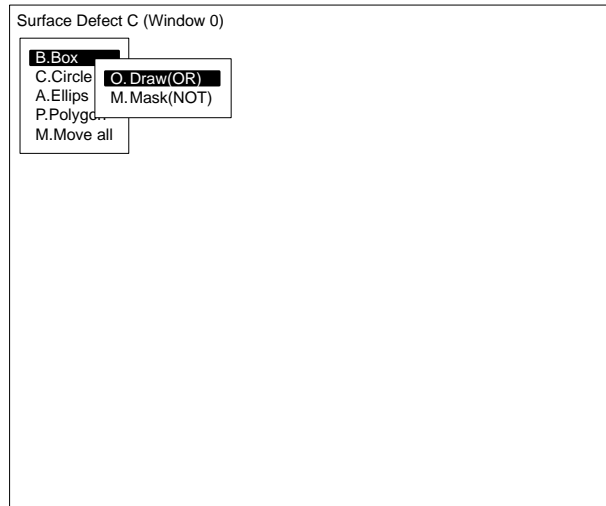 Surface Defect C (Window 0)
B.Box
C.Circle
A.Ellips
P.Polygon
M.Move all
O. Draw(OR)
M.Mask(NOT)